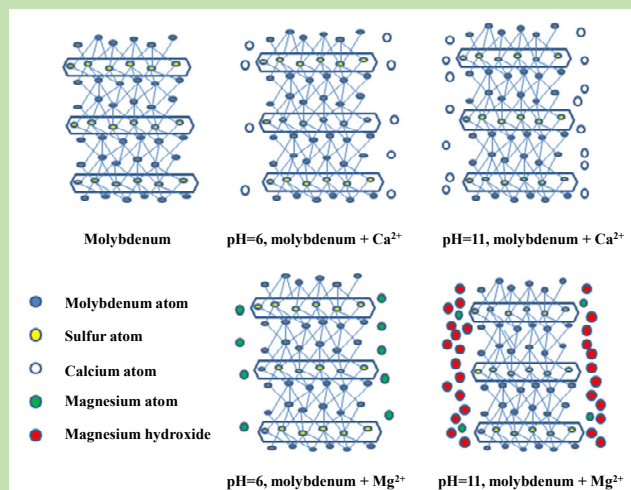 Molybdenum
pH=6, molybdenum + Ca²⁺
pH=11, molybdenum + Ca²⁺
Molybdenum atom
Sulfur atom
Calcium atom
Magnesium atom
Magnesium hydroxide
pH=6, molybdenum + Mg²⁺
pH=11, molybdenum + Mg²⁺